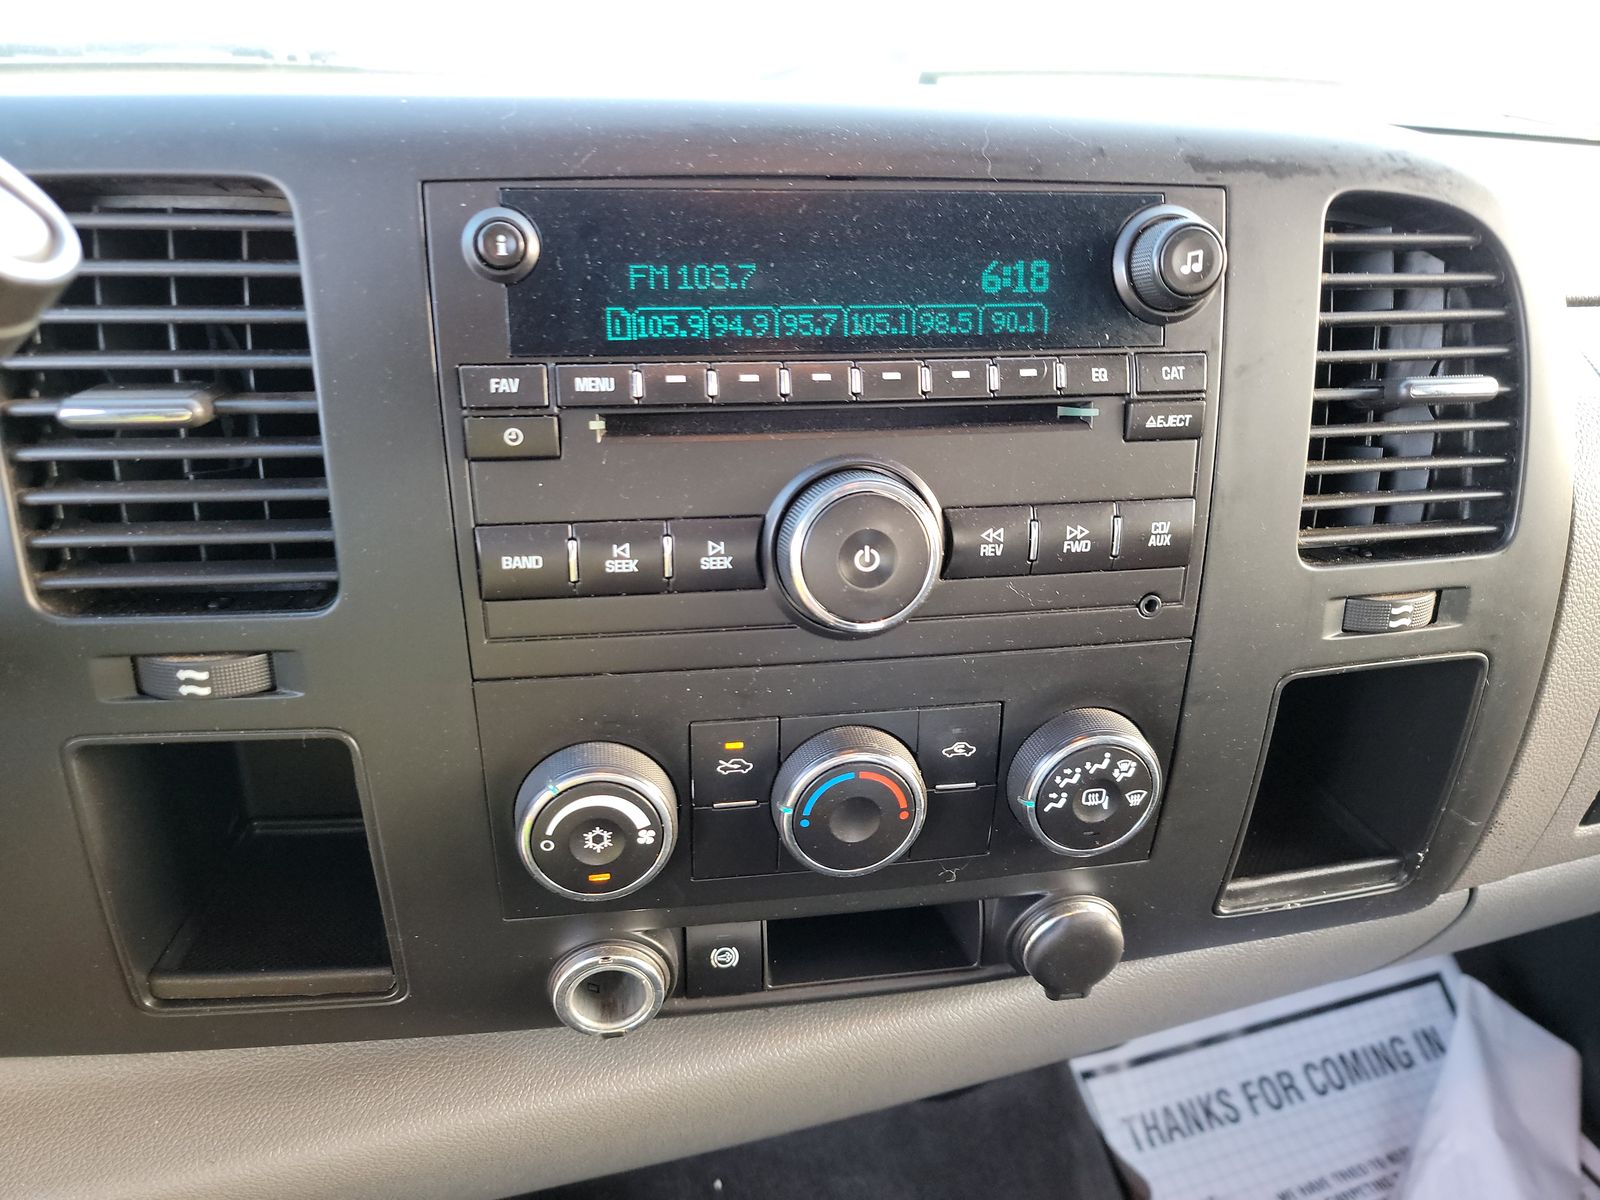 i
FM 103.7
6:18
1 105.9 94.9 95.7 105.1 98.5 90.1
FAV
MENU
EQ
CAT
△EJECT
BAND
SEEK
SEEK
REV
FWD
CD/
AUX
THANKS FOR COMING IN